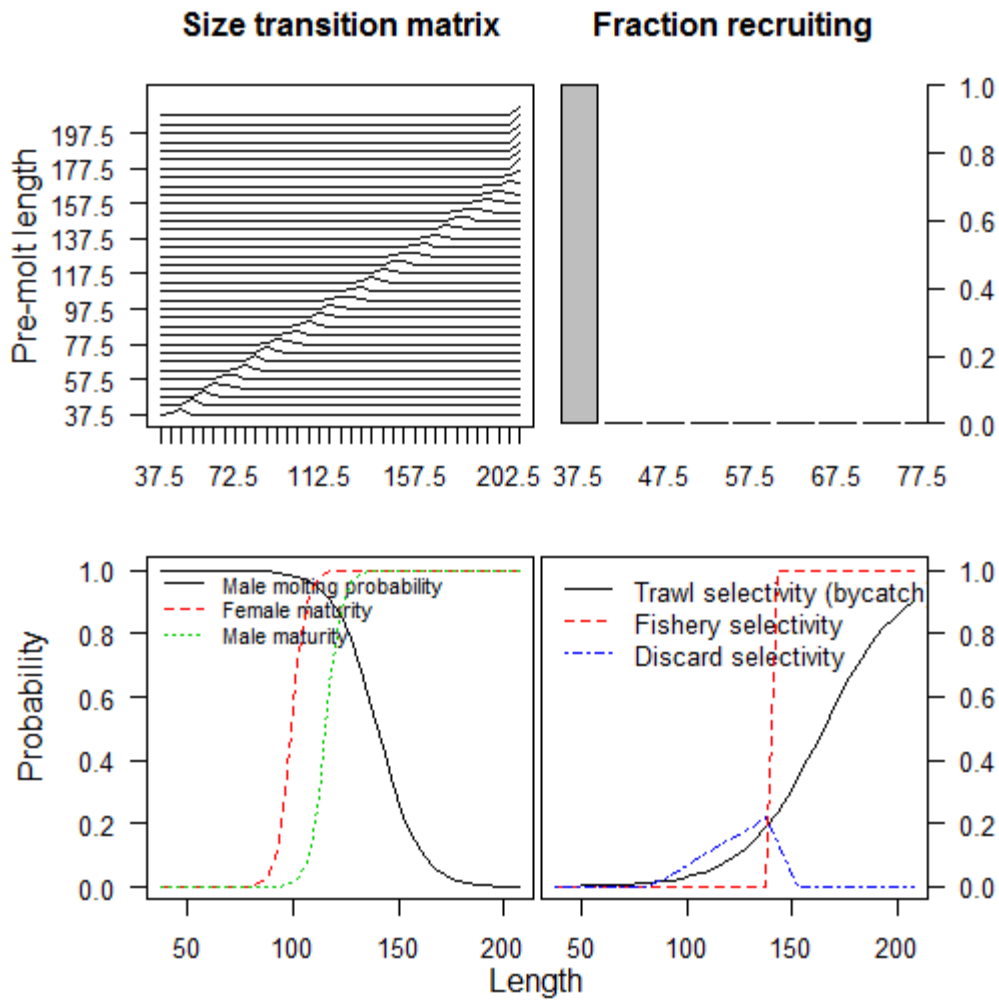 Size transition matrix
Fraction recruiting
Pre-molt length
197.5
177.5
157.5
137.5
117.5
97.5
77.5
57.5
37.5
37.5 72.5 112.5 157.5 202.5
1.0
0.8
0.6
0.4
0.2
0.0
37.5 47.5 57.5 67.5 77.5
Probability
1.0
0.8
0.6
0.4
0.2
0.0
Male molting probability
Female maturity
Male maturity
50 100 150 200
Trawl selectivity (bycatch
Fishery selectivity
Discard selectivity
1.0
0.8
0.6
0.4
0.2
0.0
50 100 150 200
Length